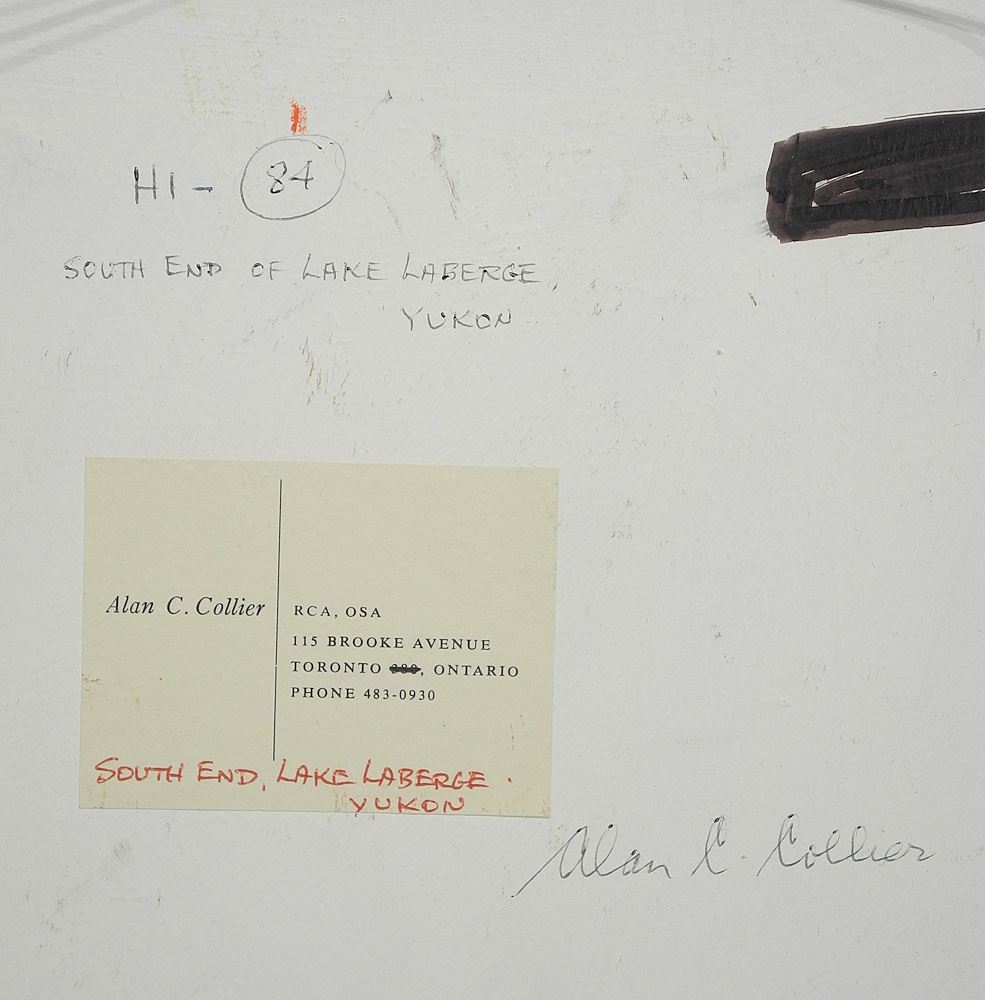 HI - 84
SOUTH END OF LAKE LABERGE,
YUKON
Alan C. Collier
RCA, OSA
115 BROOKE AVENUE
TORONTO , ONTARIO
PHONE 483-0930
SOUTH END, LAKE LABERGE.
YUKON
Alan C. Collier